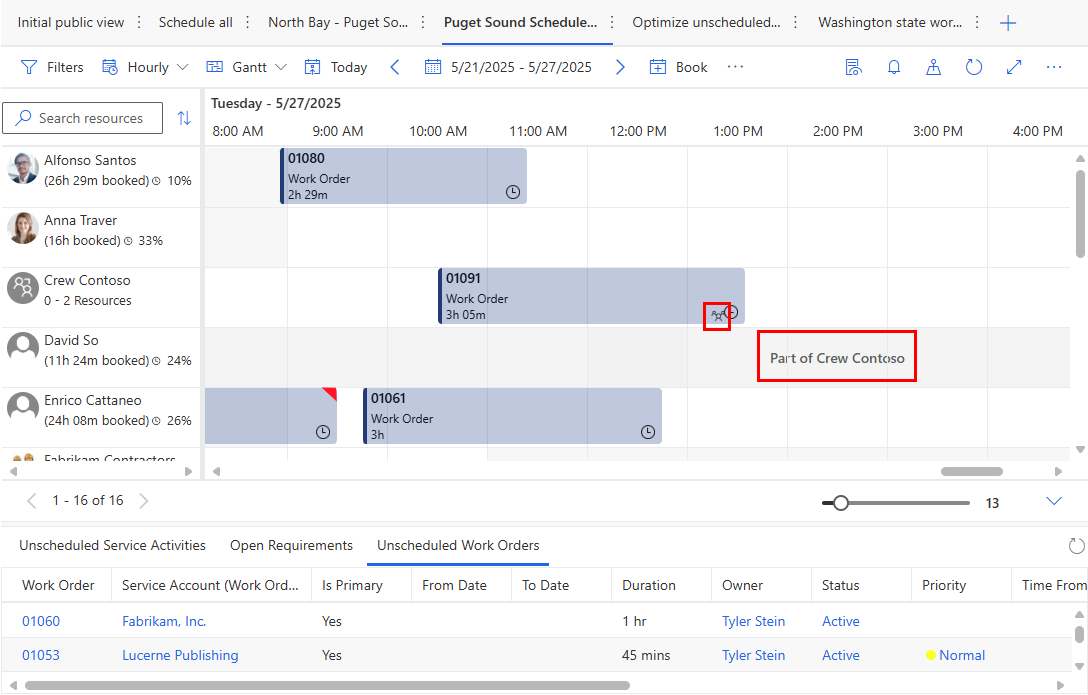 Initial public view
Schedule all
North Bay - Puget So...
Puget Sound Schedule...
Optimize unscheduled...
Washington state wor...
Filters
Hourly
Gantt
Today
5/21/2025 - 5/27/2025
Book
Search resources
Tuesday - 5/27/2025
8:00 AM 9:00 AM 10:00 AM 11:00 AM 12:00 PM 1:00 PM 2:00 PM 3:00 PM 4:00 PM
Alfonso Santos
(26h 29m booked) 10%
01080
Work Order
2h 29m
Anna Traver
(16h booked) 33%
Crew Contoso
0 - 2 Resources
01091
Work Order
3h 05m
David So
(11h 24m booked) 24%
Part of Crew Contoso
Enrico Cattaneo
(24h 08m booked) 26%
01061
Work Order
3h
Fabrikam Contractors
1 - 16 of 16
13
Unscheduled Service Activities
Open Requirements
Unscheduled Work Orders
Work Order Service Account (Work Ord... Is Primary From Date To Date Duration Owner Status Priority Time From
01060 Fabrikam, Inc. Yes 1 hr Tyler Stein Active
01053 Lucerne Publishing Yes 45 mins Tyler Stein Active Normal